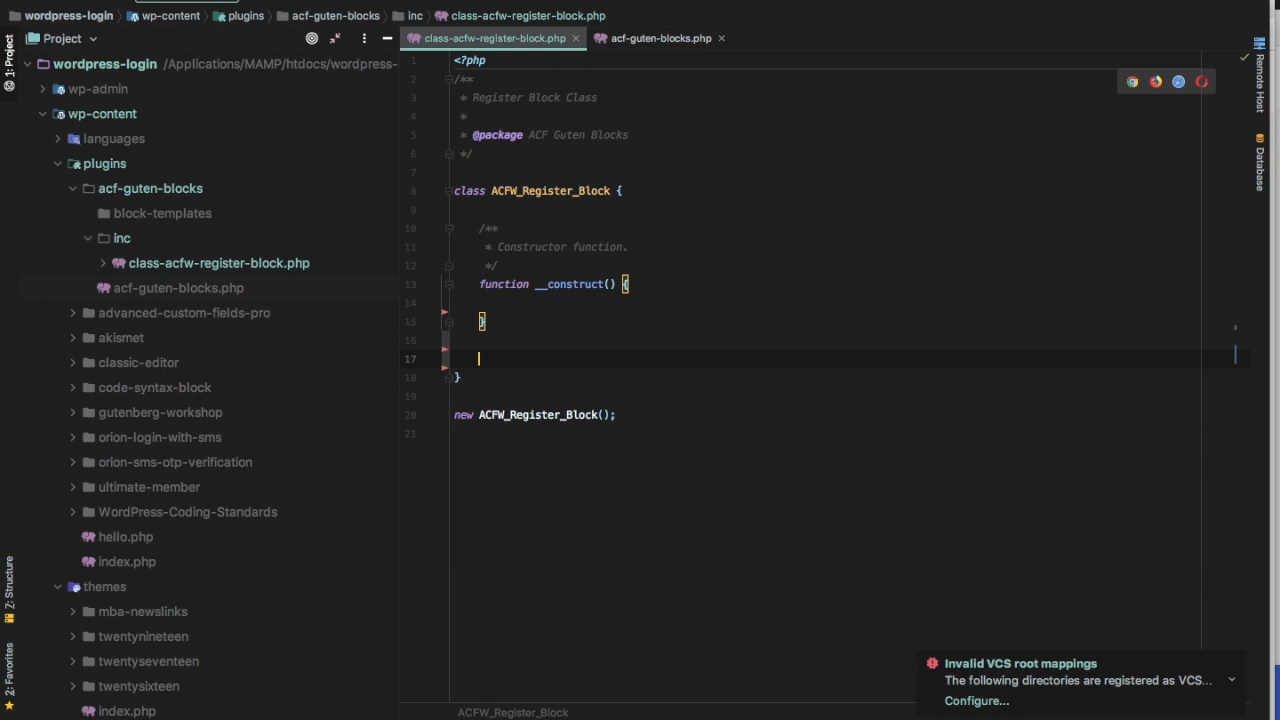 wordpress-login wp-content plugins acf-guten-blocks inc class-acfw-register-block.php
1: Project
Project
class-acfw-register-block.php
acf-guten-blocks.php
wordpress-login /Applications/MAMP/htdocs/wordpress-
wp-admin
wp-content
languages
plugins
acf-guten-blocks
block-templates
inc
class-acfw-register-block.php
acf-guten-blocks.php
advanced-custom-fields-pro
akismet
classic-editor
code-syntax-block
gutenberg-workshop
orion-login-with-sms
orion-sms-otp-verification
ultimate-member
WordPress-Coding-Standards
hello.php
index.php
themes
mba-newslinks
twentynineteen
twentyseventeen
twentysixteen
index.php
Z: Structure
2: Favorites
1 <?php
2 /**
3 * Register Block Class
4 *
5 * @package ACF Guten Blocks
6 */
7
8 class ACFW_Register_Block {
9
10 /**
11 * Constructor function.
12 */
13 function __construct() {
14
15 }
16
17
18 }
19
20 new ACFW_Register_Block();
21
Remote Host
Database
Invalid VCS root mappings
The following directories are registered as VCS...
Configure...
ACFW_Register_Block